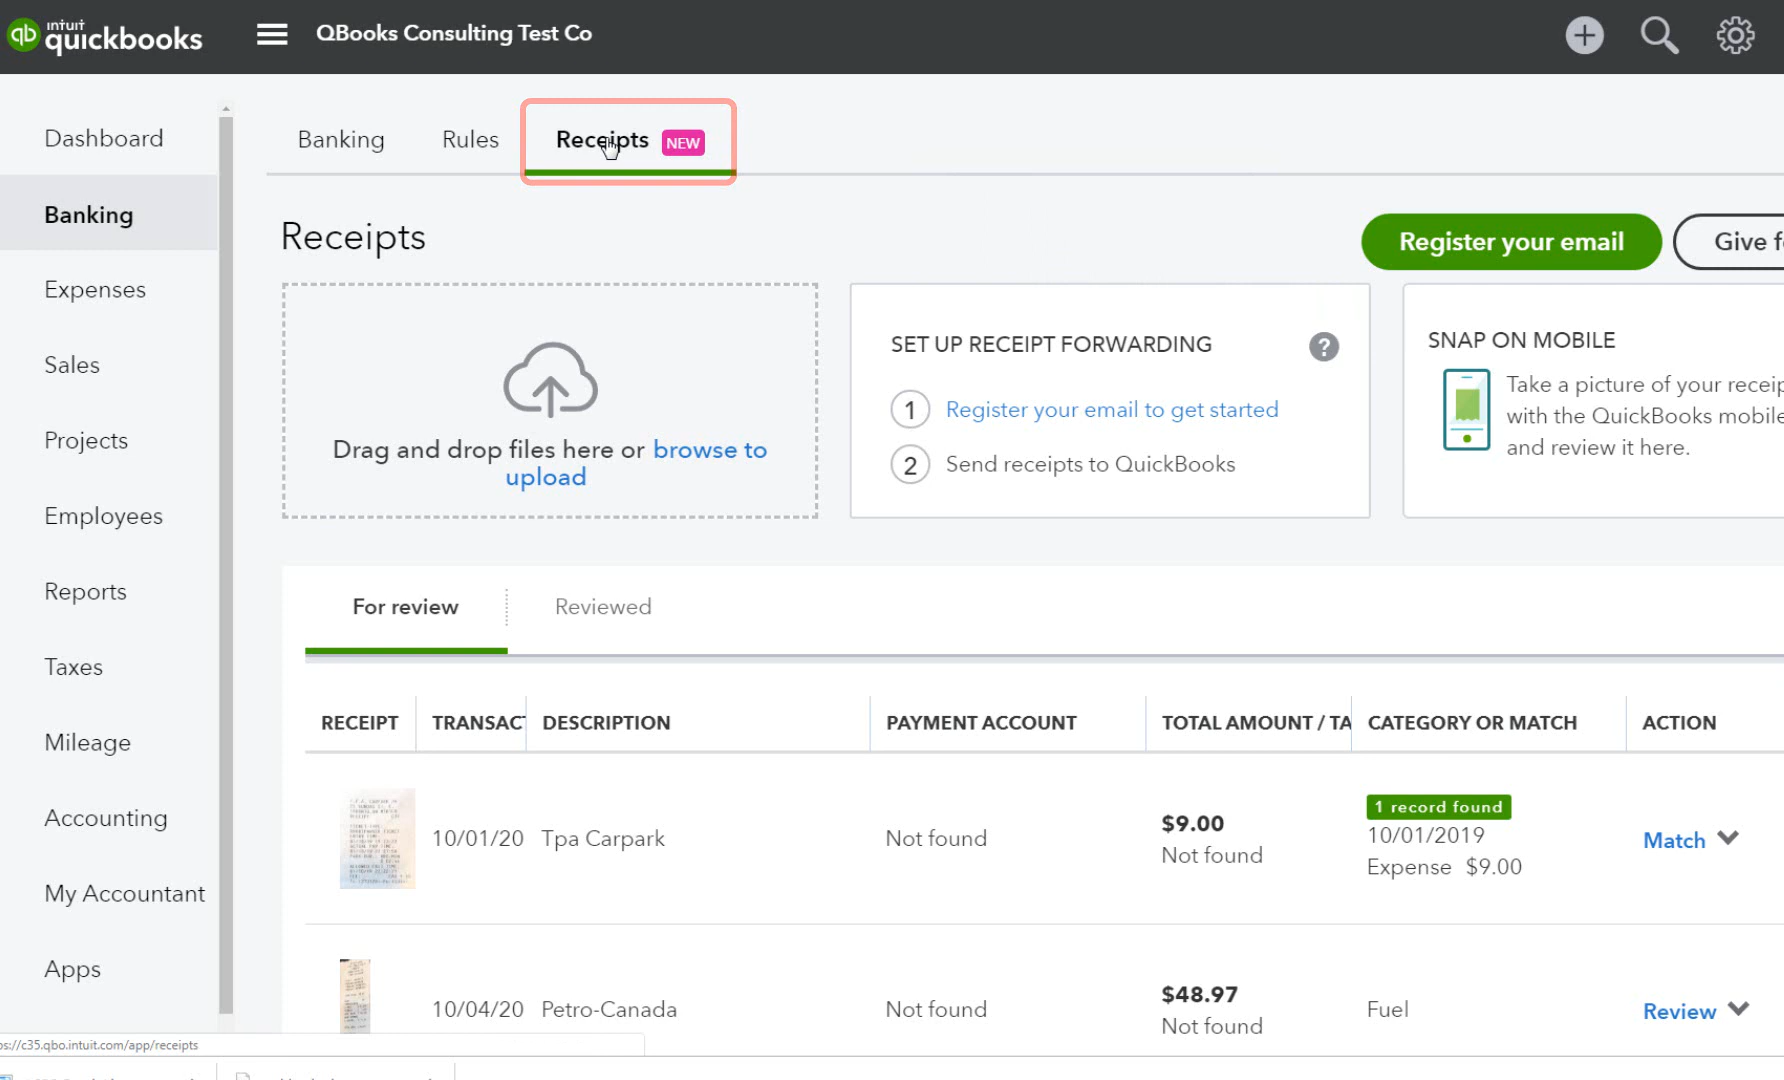 intuit
quickbooks
QBooks Consulting Test Co
Dashboard
Banking
Expenses
Sales
Projects
Employees
Reports
Taxes
Mileage
Accounting
My Accountant
Apps
Banking
Rules
Receipts NEW
Receipts
Register your email
Give f
Drag and drop files here or browse to
upload
SET UP RECEIPT FORWARDING
?
1 Register your email to get started
2 Send receipts to QuickBooks
SNAP ON MOBILE
Take a picture of your receip
with the QuickBooks mobile
and review it here.
For review
Reviewed
RECEIPT TRANSACT DESCRIPTION PAYMENT ACCOUNT TOTAL AMOUNT / TA CATEGORY OR MATCH ACTION
10/01/20 Tpa Carpark Not found
$9.00
Not found
1 record found
10/01/2019
Expense $9.00
Match
10/04/20 Petro-Canada Not found
$48.97
Not found
Fuel
Review
ps://c35.qbo.intuit.com/app/receipts